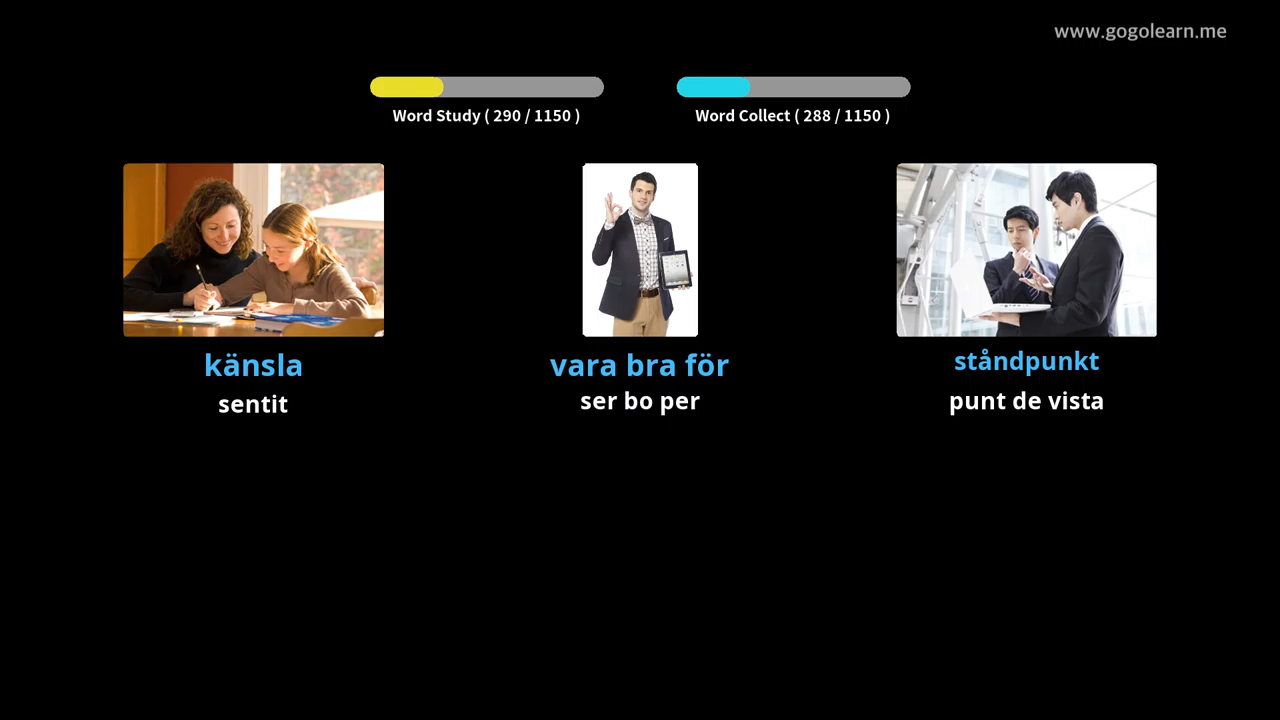 www.gogolearn.me
Word Study ( 290 / 1150 )
Word Collect ( 288 / 1150 )
känsla
sentit
vara bra för
ser bo per
ståndpunkt
punt de vista